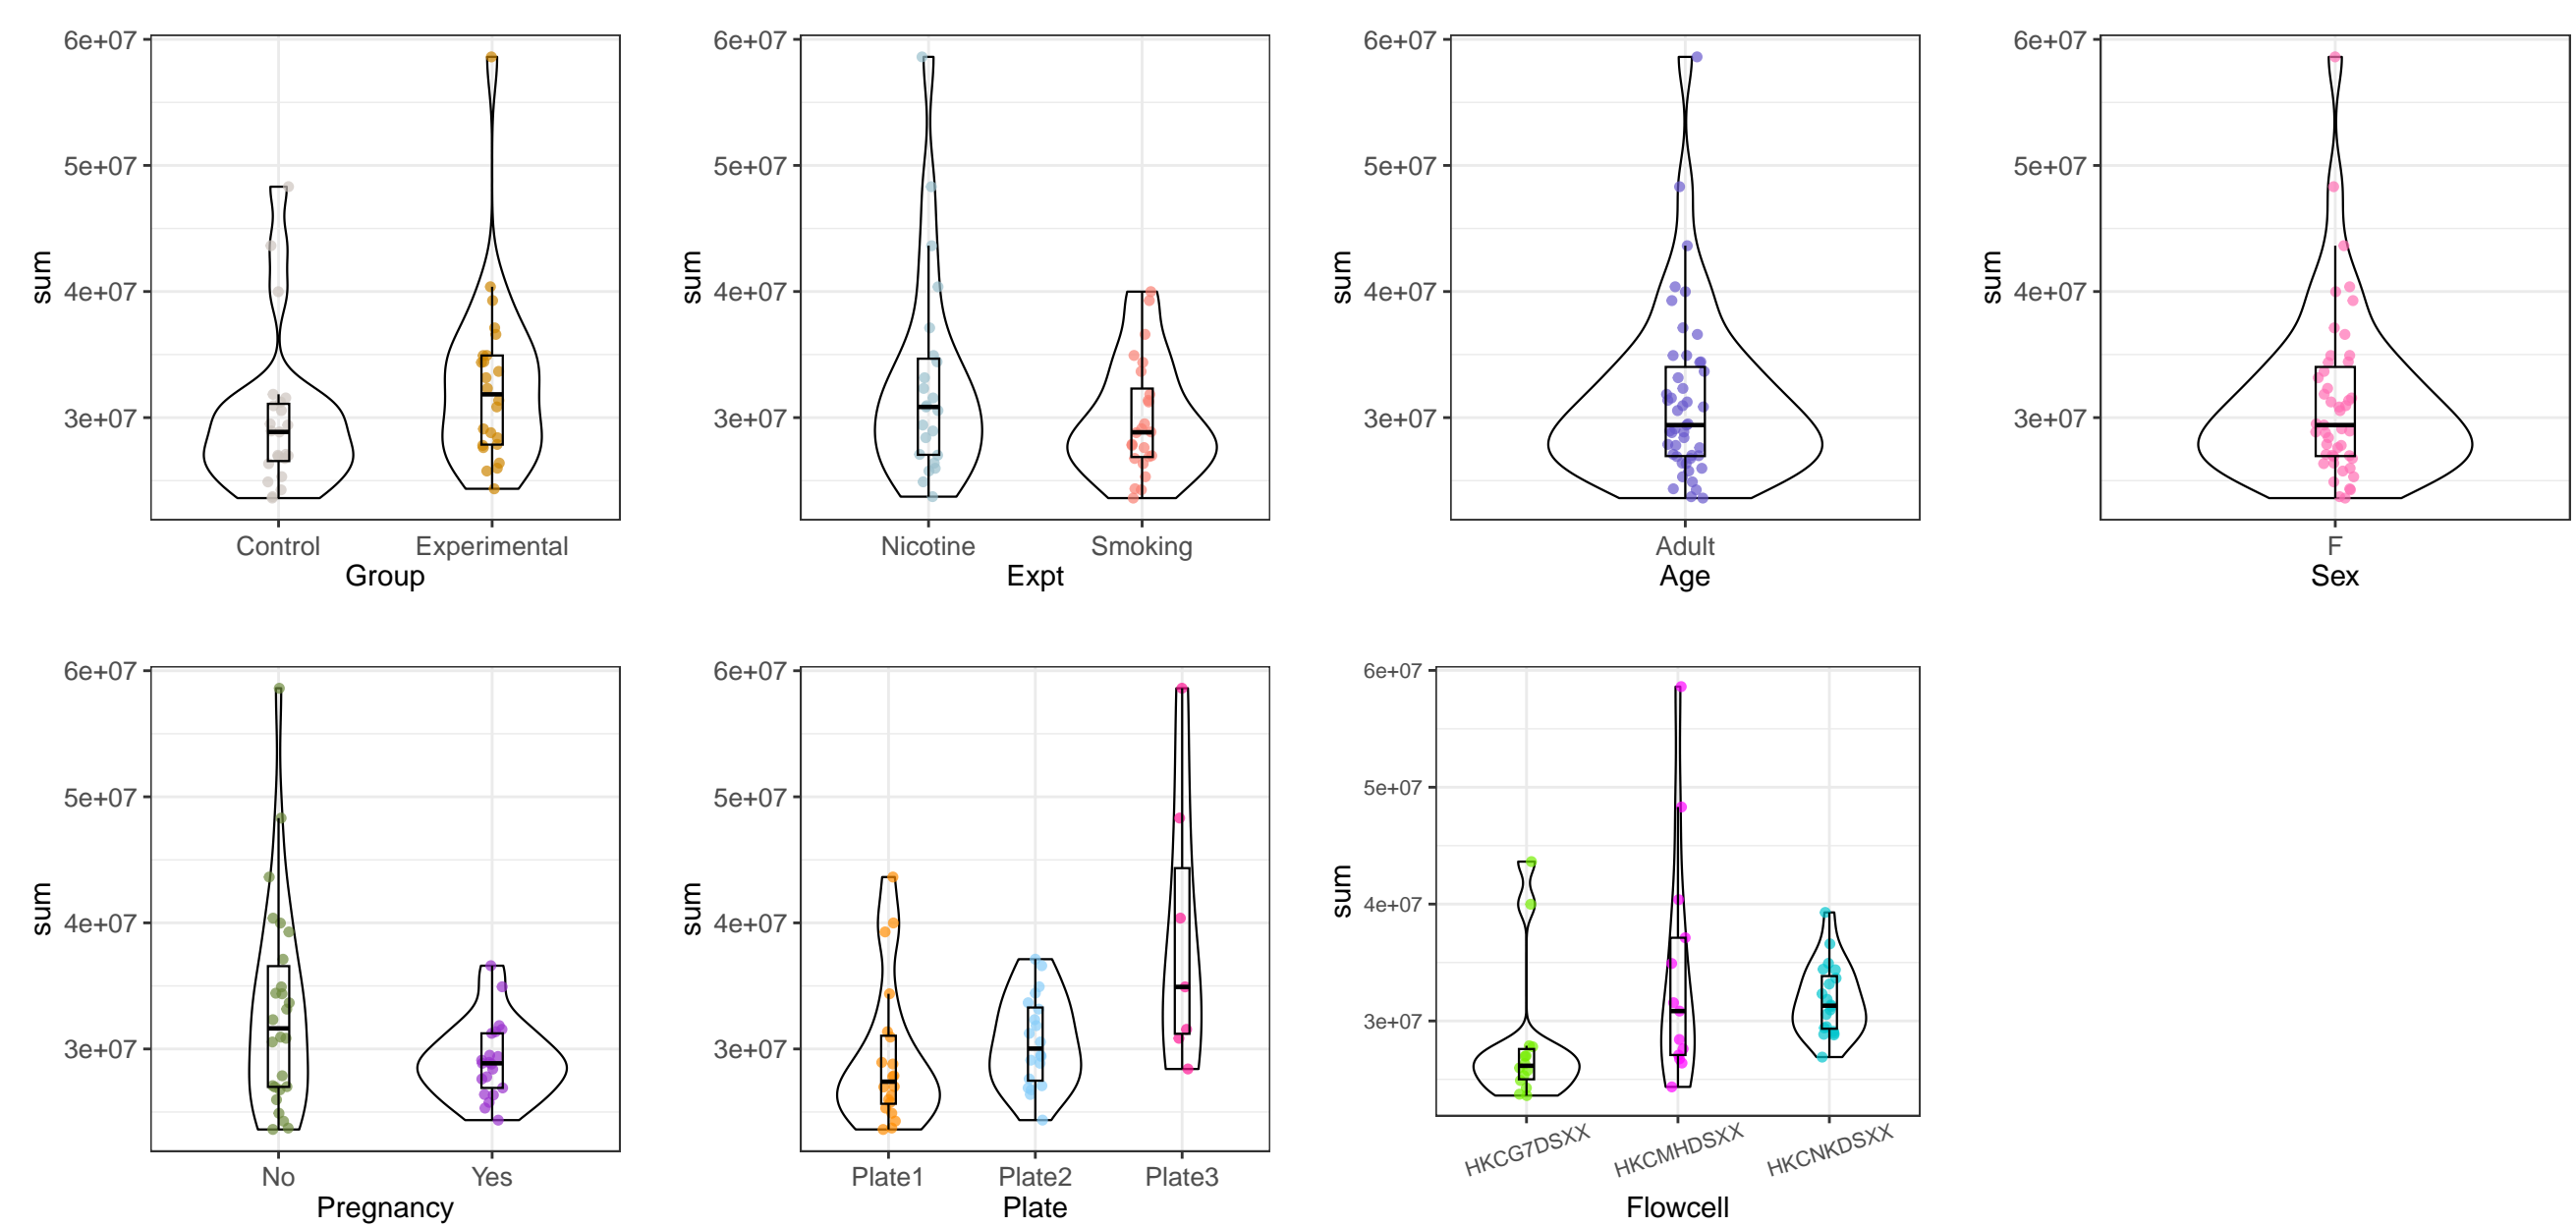 6e+07
5e+07
4e+07
3e+07
sum
Control Experimental
Group
6e+07
5e+07
4e+07
3e+07
sum
Nicotine Smoking
Expt
6e+07
5e+07
4e+07
3e+07
sum
Adult
Age
6e+07
5e+07
4e+07
3e+07
sum
F
Sex
6e+07
5e+07
4e+07
3e+07
sum
No Yes
Pregnancy
6e+07
5e+07
4e+07
3e+07
sum
Plate1 Plate2 Plate3
Plate
6e+07
5e+07
4e+07
3e+07
sum
HKCG7DSXX HKCMHDSXX HKCNKDSXX
Flowcell